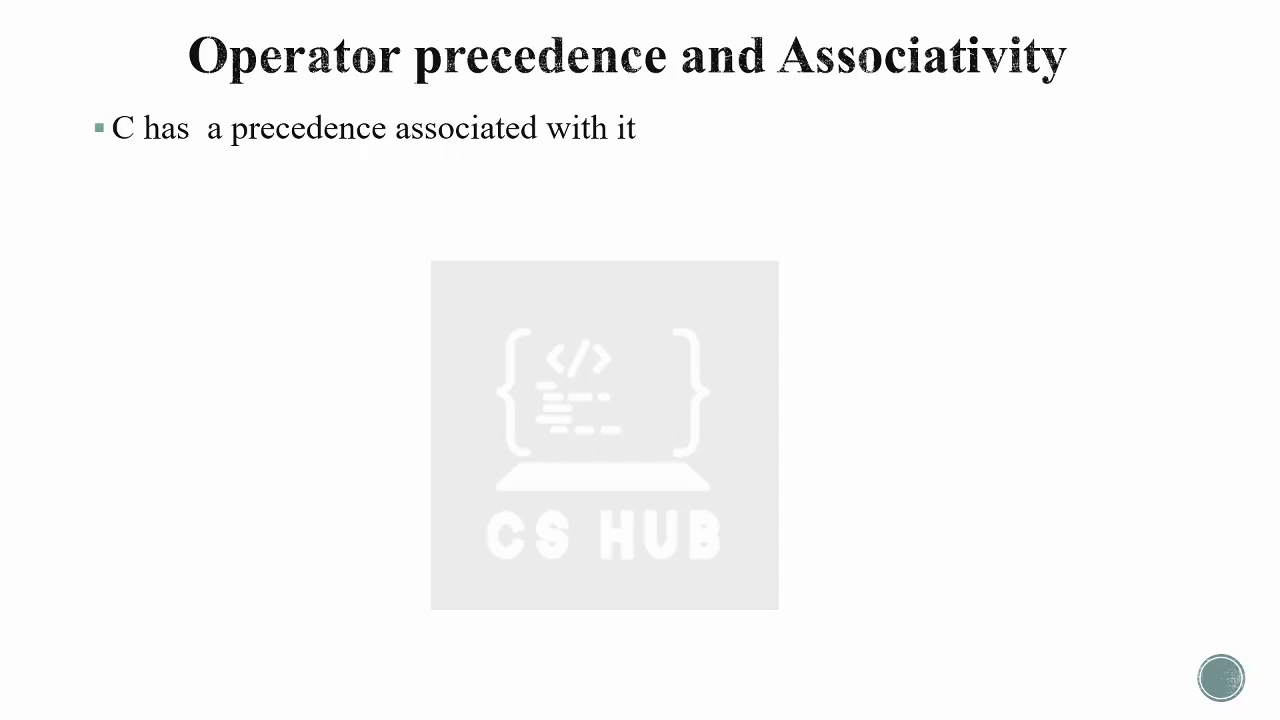 Operator precedence and Associativity
C has  a precedence associated with it
</>
CS HUB